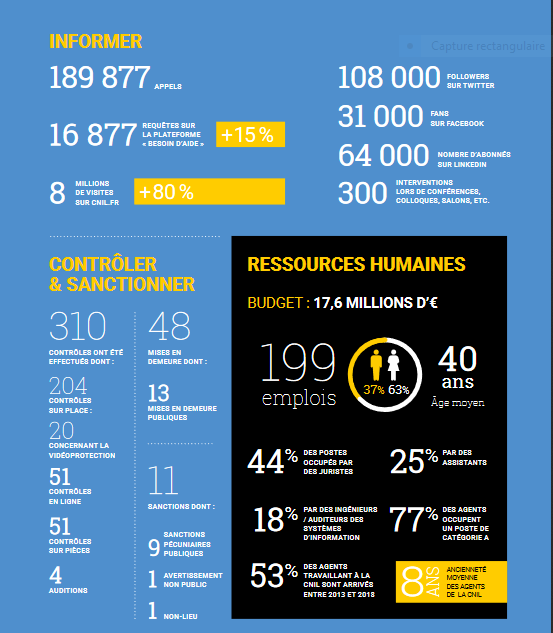 Capture rectangulaire
INFORMER
189 877 APPELS
16 877 REQUÊTES SUR
LA PLATEFORME
« BESOIN D'AIDE »
+15 %
8 MILLIONS
DE VISITES
SUR CNIL.FR
+80 %
108 000 FOLLOWERS
SUR TWITTER
31 000 FANS
SUR FACEBOOK
64 000 NOMBRE D'ABONNÉS
SUR LINKEDIN
300 INTERVENTIONS
LORS DE CONFÉRENCES,
COLLOQUES, SALONS, ETC.
CONTRÔLER
& SANCTIONNER
310
CONTRÔLES ONT ÉTÉ
EFFECTUÉS DONT :
204
CONTRÔLES
SUR PLACE :
20
CONCERNANT LA
VIDÉOPROTECTION
51
CONTRÔLES
EN LIGNE
51
CONTRÔLES
SUR PIÈCES
4
AUDITIONS
48
MISES EN
DEMEURE DONT :
13
MISES EN DEMEURE
PUBLIQUES
11
SANCTIONS DONT :
9 SANCTIONS
PÉCUNIAIRES
PUBLIQUES
1 AVERTISSEMENT
NON PUBLIC
1 NON-LIEU
RESSOURCES HUMAINES
BUDGET : 17,6 MILLIONS D'€
199
emplois
37% 63%
40
ans
Âge moyen
44% DES POSTES
OCCUPÉS PAR
DES JURISTES
25% PAR DES
ASSISTANTS
18% PAR DES INGÉNIEURS
/ AUDITEURS DES
SYSTÈMES
D'INFORMATION
77% DES AGENTS
OCCUPENT
UN POSTE DE
CATÉGORIE A
53% DES AGENTS
TRAVAILLANT À LA
CNIL SONT ARRIVÉS
ENTRE 2013 ET 2018
8 ANS
ANCIENNETÉ
MOYENNE
DES AGENTS
DE LA CNIL